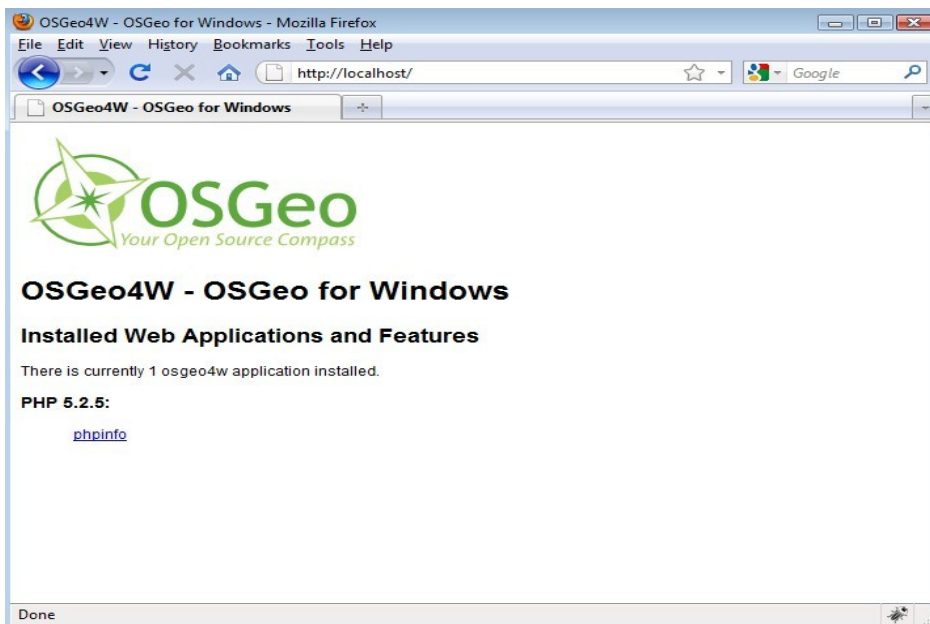 OSGeo4W - OSGeo for Windows - Mozilla Firefox
File Edit View History Bookmarks Tools Help
http://localhost/
Google
OSGeo4W - OSGeo for Windows
OSGeo
Your Open Source Compass
OSGeo4W - OSGeo for Windows
Installed Web Applications and Features
There is currently 1 osgeo4w application installed.
PHP 5.2.5:
phpinfo
Done